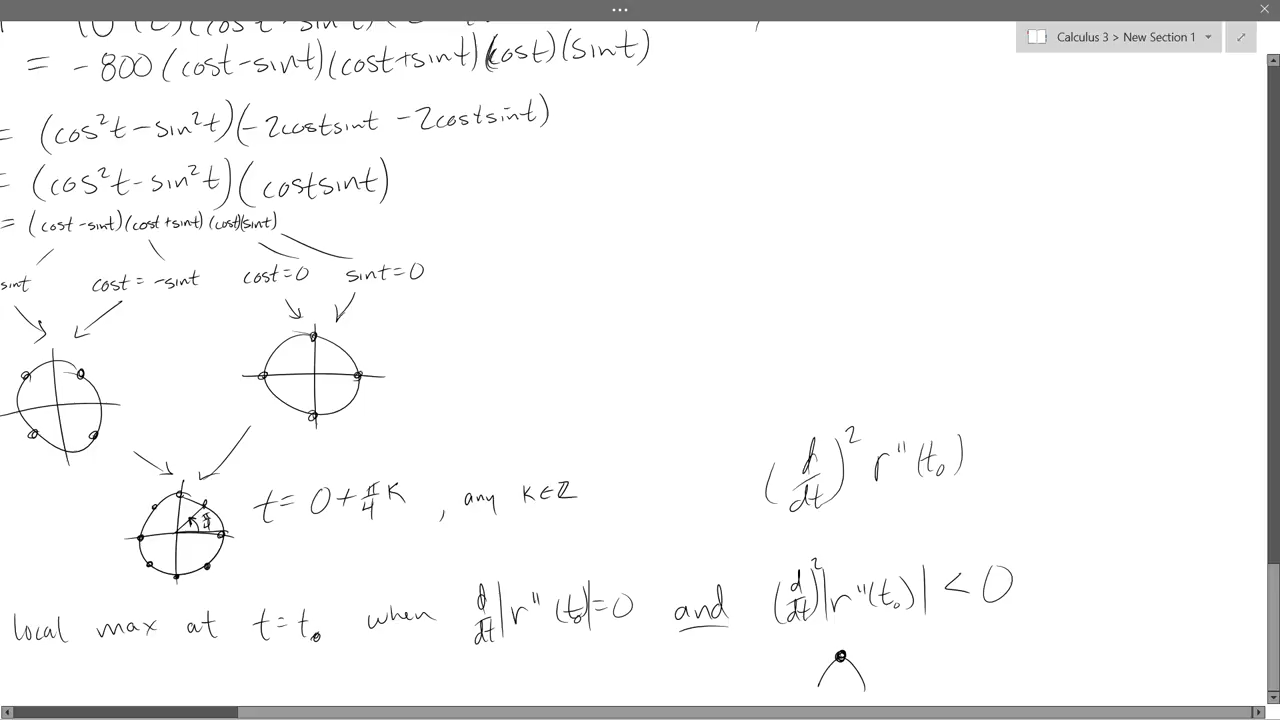 Calculus 3 > New Section 1
= -800 (cost-sint)(cost+sint)(cost)(sint)
= (cos²t - sin²t)(-2costsint - 2costsint)
= (cos²t - sin²t)(costsint)
= (cost-sint)(cost+sint)(cost)(sint)
sint cost = -sint cost=0 sint=0
(d/dt)² r''(t₀)
π/4 t = 0 + π/4 K, any K∈ℤ
local max at t=t₀ when d/dt |r''(t₀)|=0 and (d/dt)²|r''(t₀)| < 0